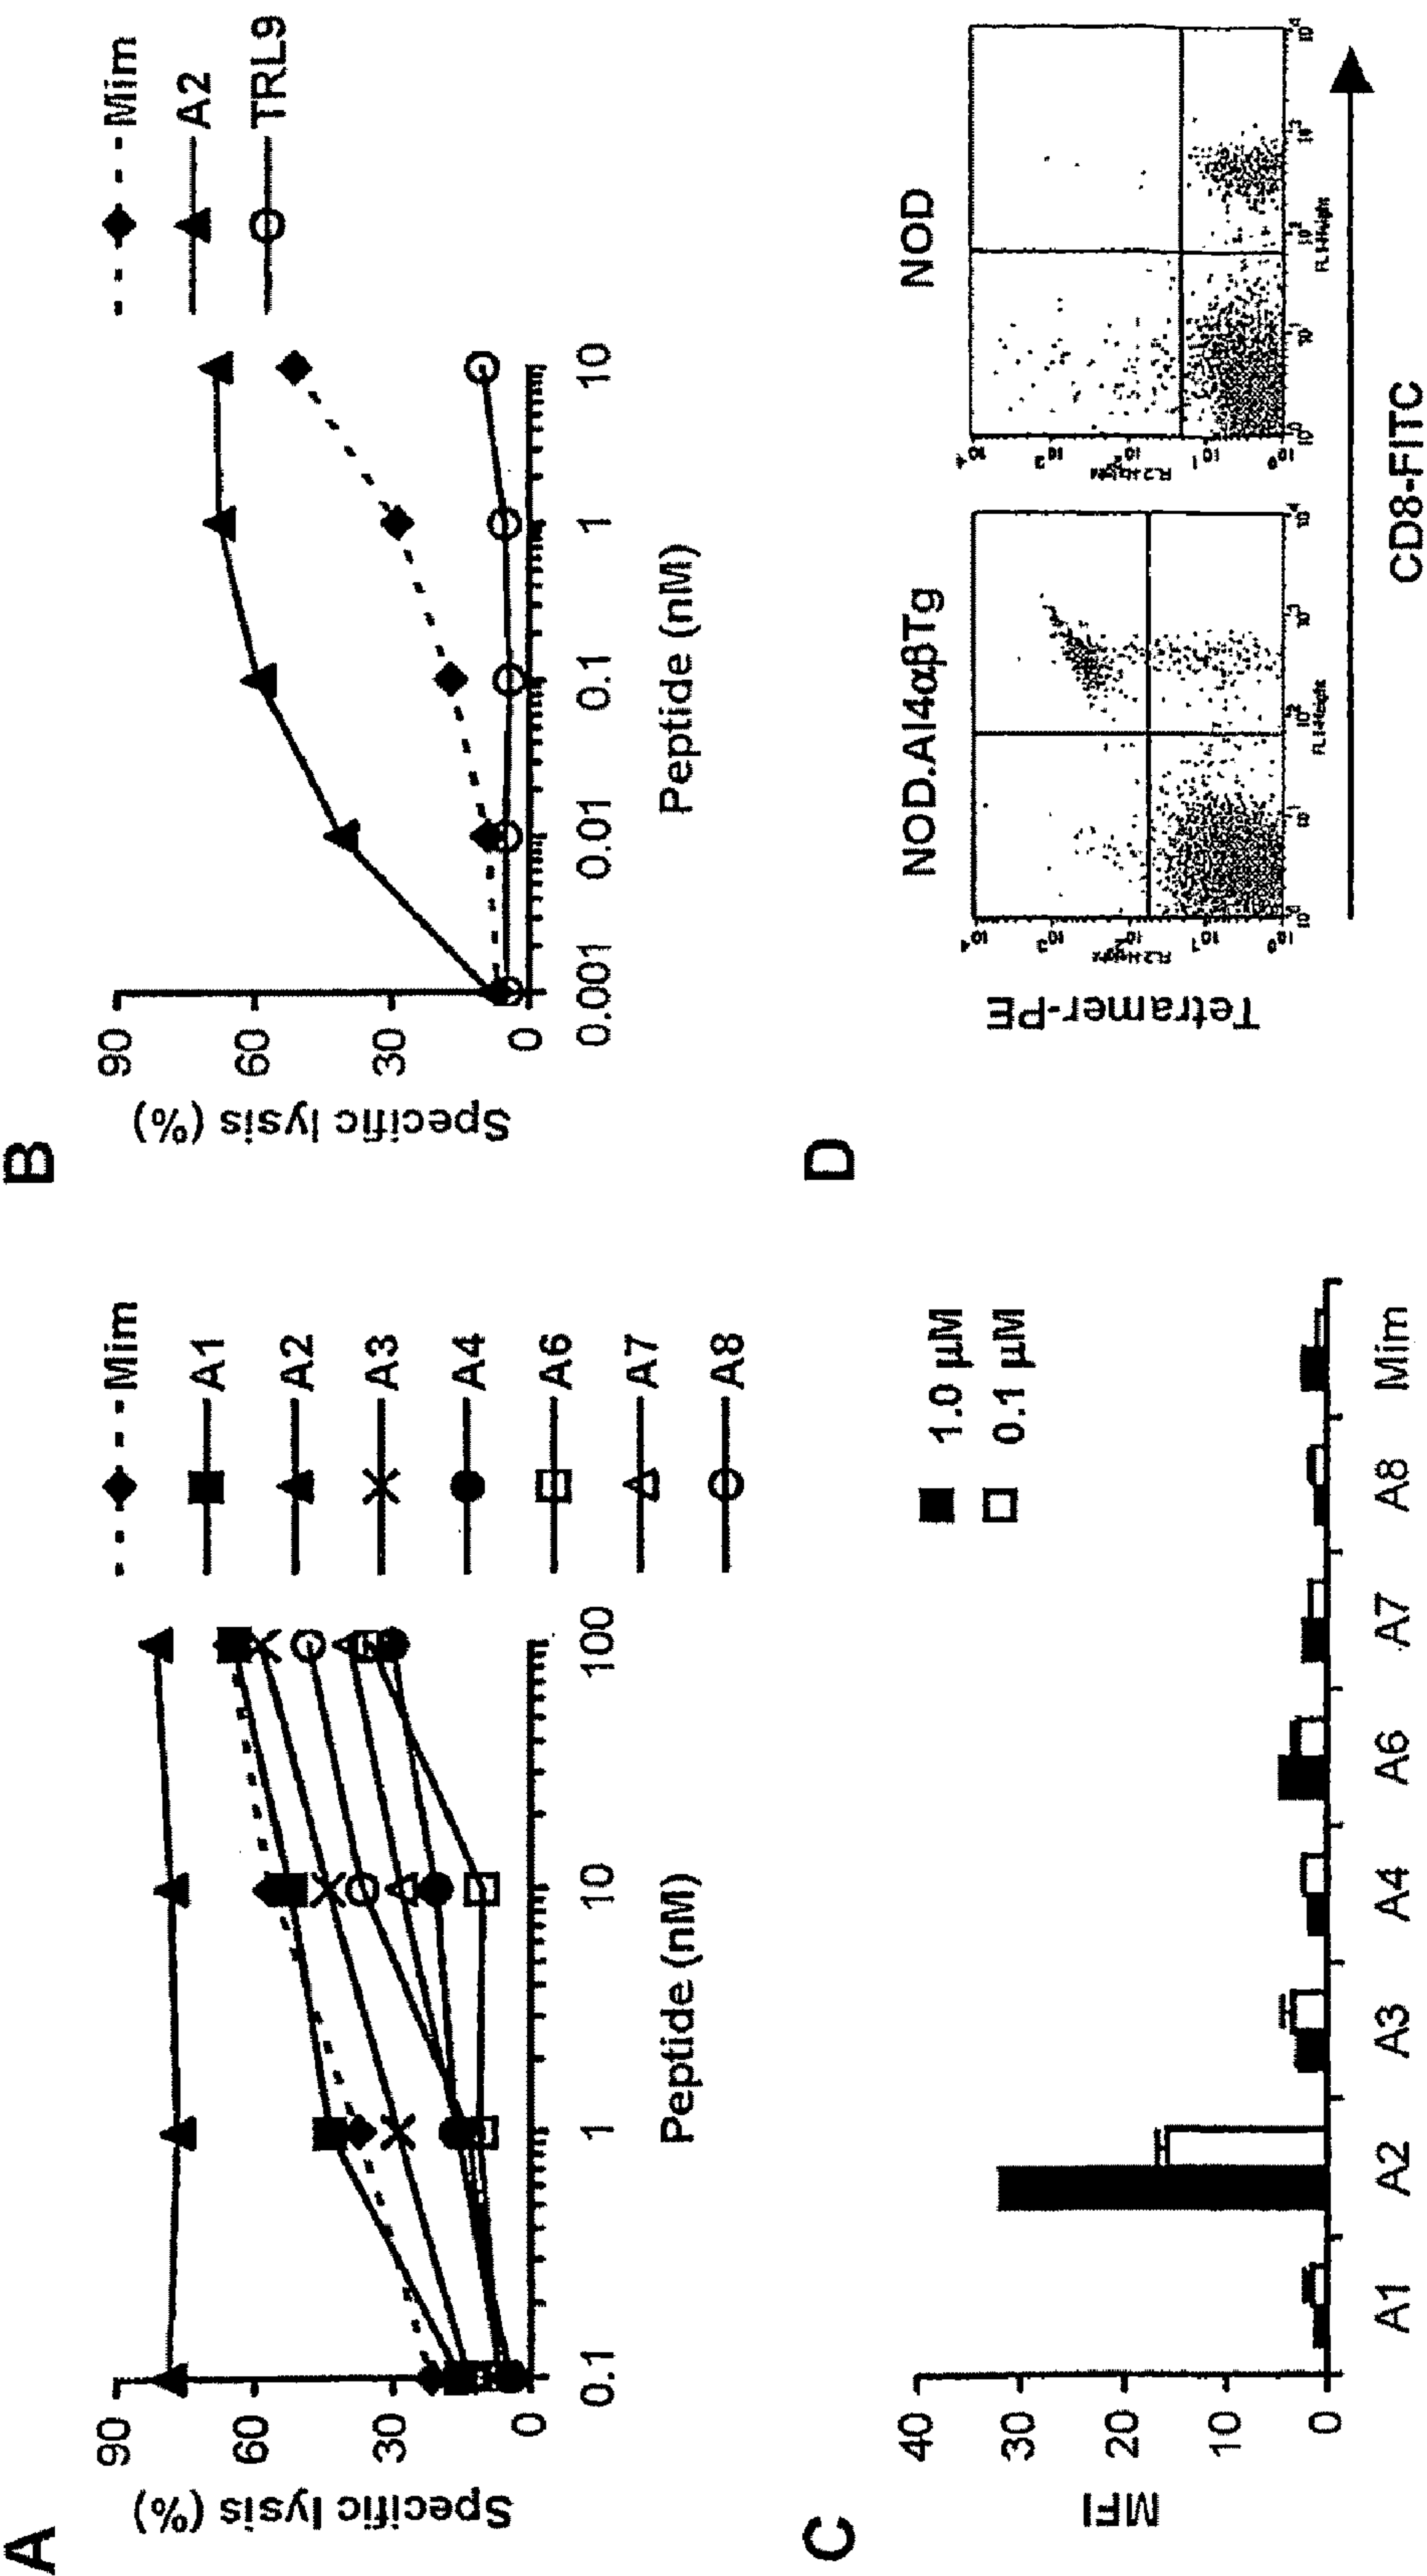 A
Specific lysis (%)
90
60
30
0
0.1
1
10
100
Peptide (nM)
Mim
A1
A2
A3
A4
A6
A7
A8
B
Specific lysis (%)
90
60
30
0
0.001
0.01
0.1
1
10
Peptide (nM)
Mim
A2
TRL9
C
MFI
40
30
20
10
0
A1
A2
A3
A4
A6
A7
A8
Mim
1.0 µM
0.1 µM
D
NOD.AI4αβTg
NOD
Tetramer-PE
CD8-FITC